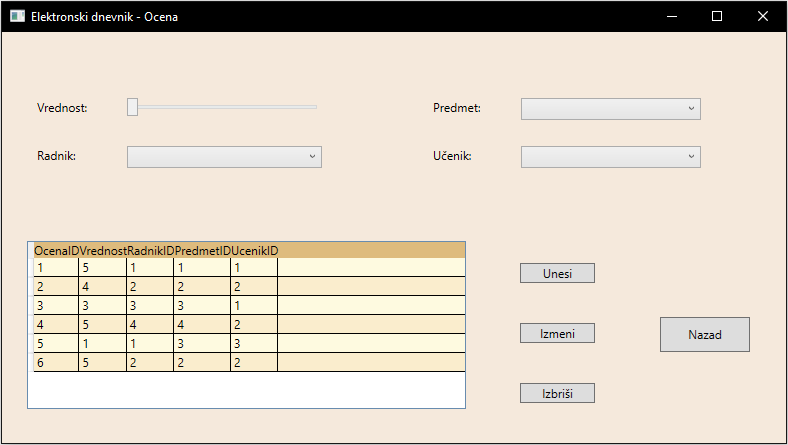 Elektronski dnevnik - Ocena
Vrednost: Predmet:
Radnik: Učenik:
OcenaID Vrednost RadnikID PredmetID UcenikID
1 5 1 1 1
2 4 2 2 2
3 3 3 3 1
4 5 4 4 2
5 1 1 3 3
6 5 2 2 2
Unesi
Izmeni
Nazad
Izbriši